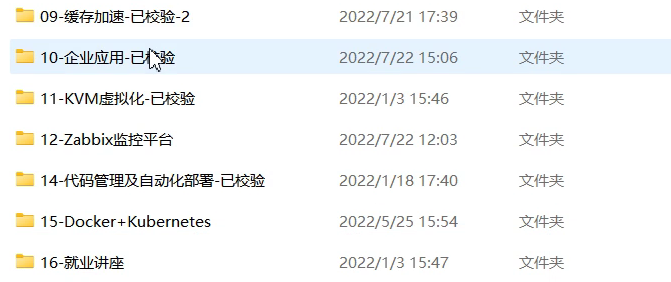 09-缓存加速-已校验-2 2022/7/21 17:39 文件夹
10-企业应用-已校验 2022/7/22 15:06 文件夹
11-KVM虚拟化-已校验 2022/1/3 15:46 文件夹
12-Zabbix监控平台 2022/7/22 12:03 文件夹
14-代码管理及自动化部署-已校验 2022/1/18 17:40 文件夹
15-Docker+Kubernetes 2022/5/25 15:54 文件夹
16-就业讲座 2022/1/3 15:47 文件夹